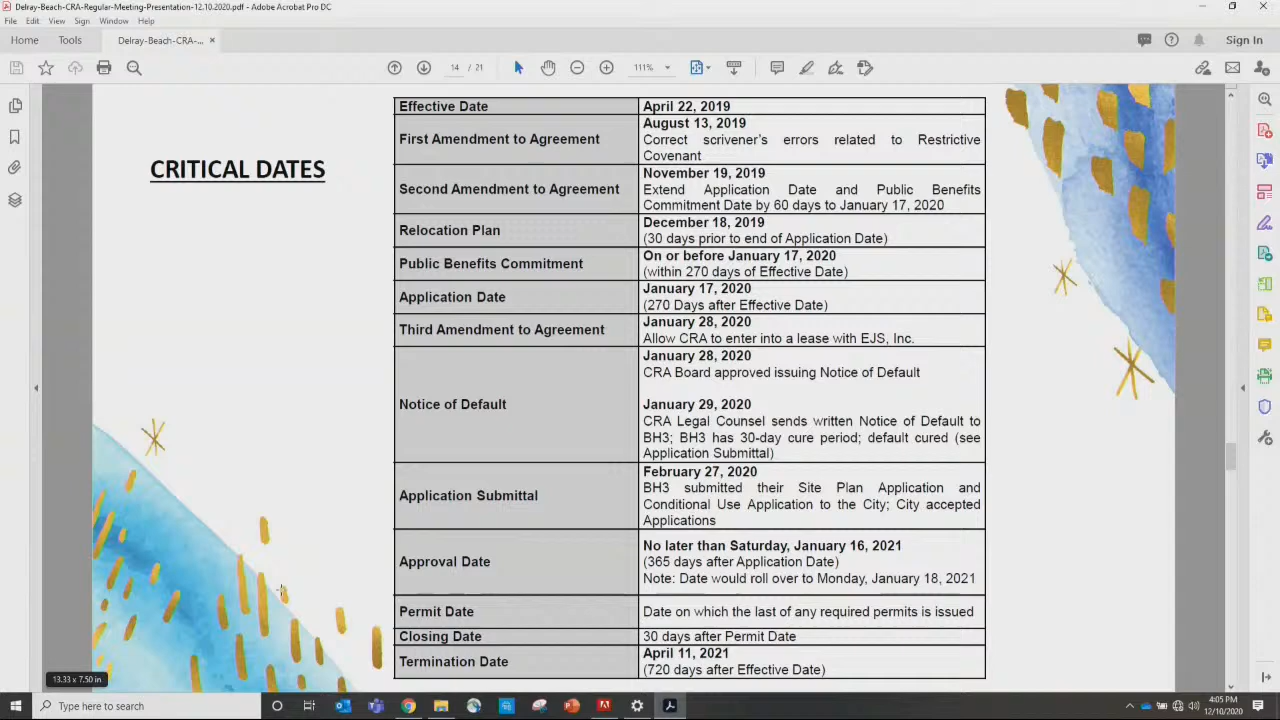 Delray-Beach-CRA-Regular-Meeting-Presentation-12.10.2020.pdf - Adobe Acrobat Pro DC
File Edit View Sign Window Help
Home Tools Delray-Beach-CRA-... × Sign In
14 / 21 111%
CRITICAL DATES
Effective Date April 22, 2019
First Amendment to Agreement August 13, 2019
Correct scrivener's errors related to Restrictive
Covenant
Second Amendment to Agreement November 19, 2019
Extend Application Date and Public Benefits
Commitment Date by 60 days to January 17, 2020
Relocation Plan December 18, 2019
(30 days prior to end of Application Date)
Public Benefits Commitment On or before January 17, 2020
(within 270 days of Effective Date)
Application Date January 17, 2020
(270 Days after Effective Date)
Third Amendment to Agreement January 28, 2020
Allow CRA to enter into a lease with EJS, Inc.
Notice of Default January 28, 2020
CRA Board approved issuing Notice of Default
January 29, 2020
CRA Legal Counsel sends written Notice of Default to
BH3; BH3 has 30-day cure period; default cured (see
Application Submittal)
Application Submittal February 27, 2020
BH3 submitted their Site Plan Application and
Conditional Use Application to the City; City accepted
Applications
Approval Date No later than Saturday, January 16, 2021
(365 days after Application Date)
Note: Date would roll over to Monday, January 18, 2021
Permit Date Date on which the last of any required permits is issued
Closing Date 30 days after Permit Date
Termination Date April 11, 2021
(720 days after Effective Date)
13.33 x 7.50 in
Type here to search
4:05 PM
12/10/2020